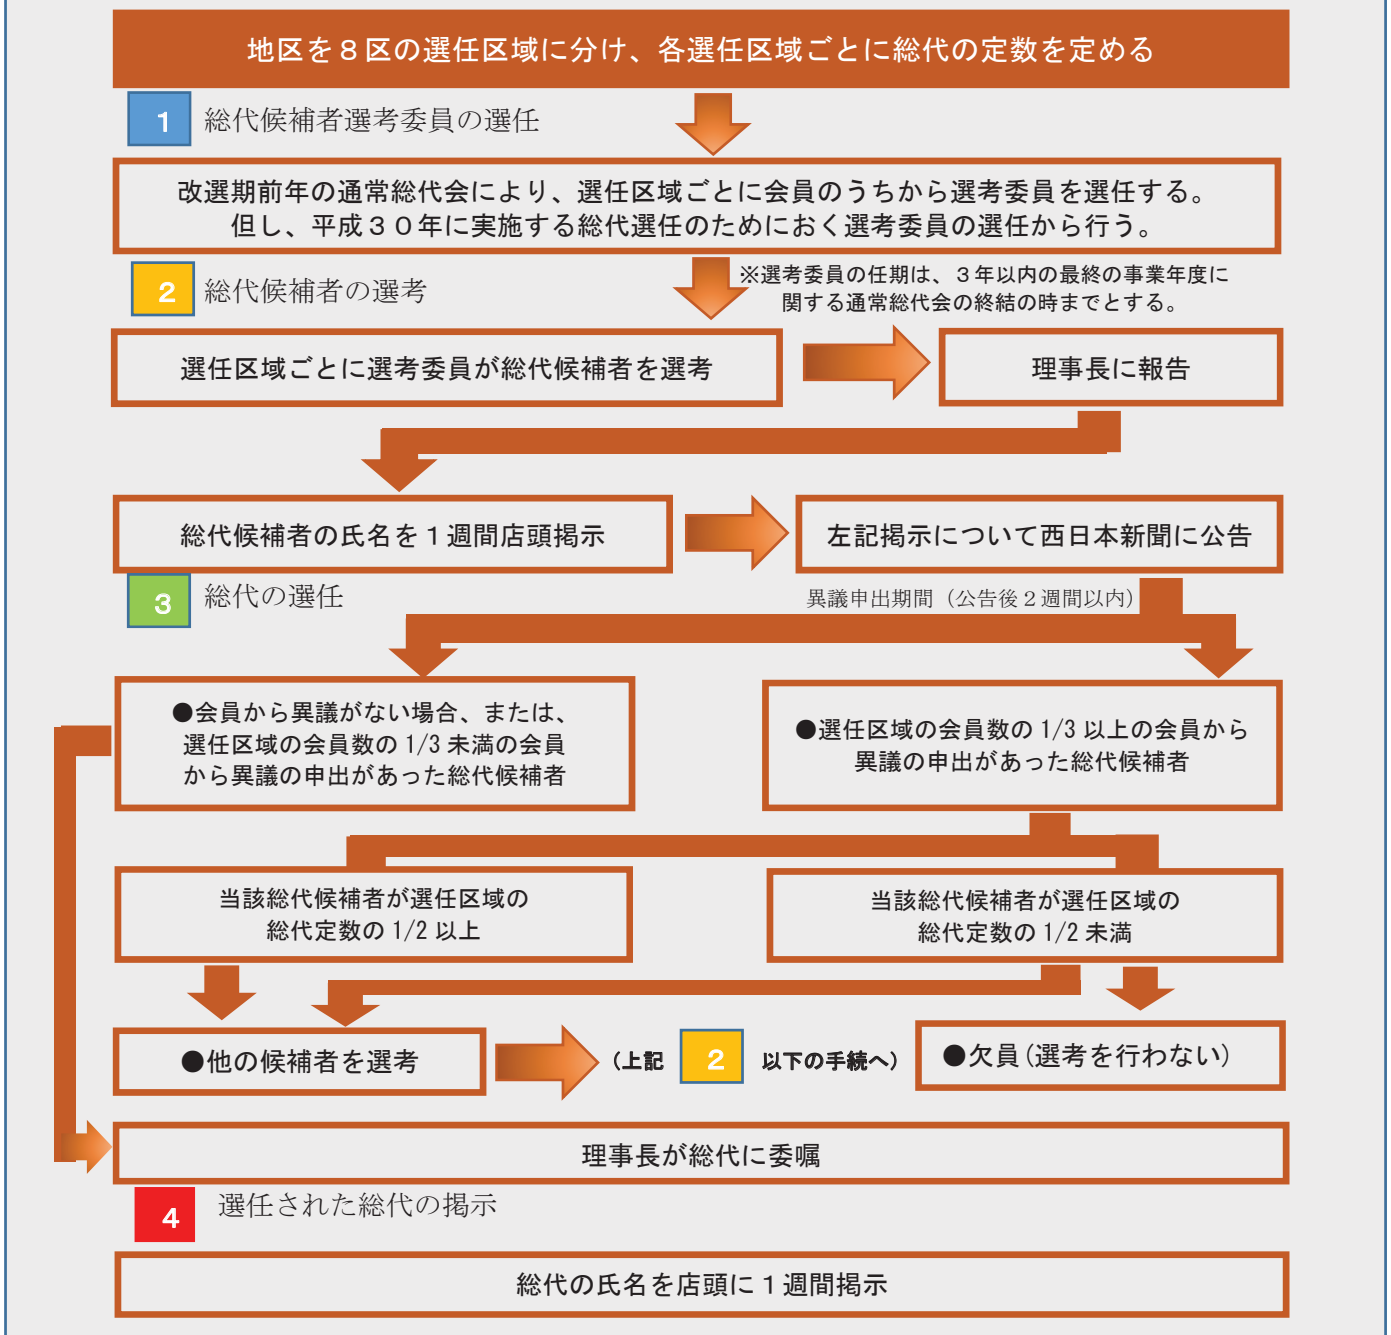 地区を８区の選任区域に分け、各選任区域ごとに総代の定数を定める
1 総代候補者選考委員の選任
改選期前年の通常総代会により、選任区域ごとに会員のうちから選考委員を選任する。
但し、平成３０年に実施する総代選任のためにおく選考委員の選任から行う。
2 総代候補者の選考
※選考委員の任期は、３年以内の最終の事業年度に
関する通常総代会の終結の時までとする。
選任区域ごとに選考委員が総代候補者を選考
理事長に報告
総代候補者の氏名を１週間店頭掲示
左記掲示について西日本新聞に公告
3 総代の選任
異議申出期間（公告後２週間以内）
●会員から異議がない場合、または、
選任区域の会員数の 1/3 未満の会員
から異議の申出があった総代候補者
●選任区域の会員数の 1/3 以上の会員から
異議の申出があった総代候補者
当該総代候補者が選任区域の
総代定数の 1/2 以上
当該総代候補者が選任区域の
総代定数の 1/2 未満
●他の候補者を選考
（上記 2 以下の手続へ）
●欠員（選考を行わない）
理事長が総代に委嘱
4 選任された総代の掲示
総代の氏名を店頭に１週間掲示